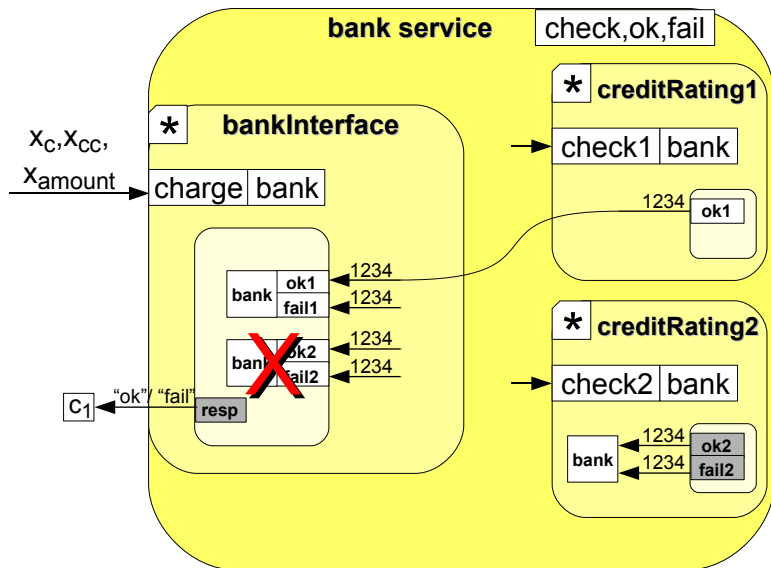 bank service
check,ok,fail
* creditRating1
check1 bank
1234 ok1
* bankInterface
xC,xCC,
xamount
charge bank
bank ok1 1234
fail1 1234
bank ok2 1234
fail2 1234
"ok"/ "fail"
c1
resp
* creditRating2
check2 bank
bank 1234 ok2
1234 fail2